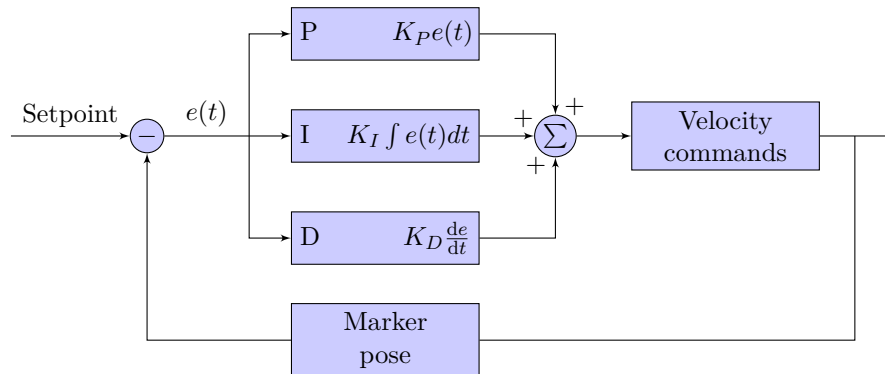 P K_P e(t)
Setpoint
−
e(t)
I K_I ∫ e(t)dt
+
+
+
∑
Velocity
commands
D K_D de/dt
Marker
pose